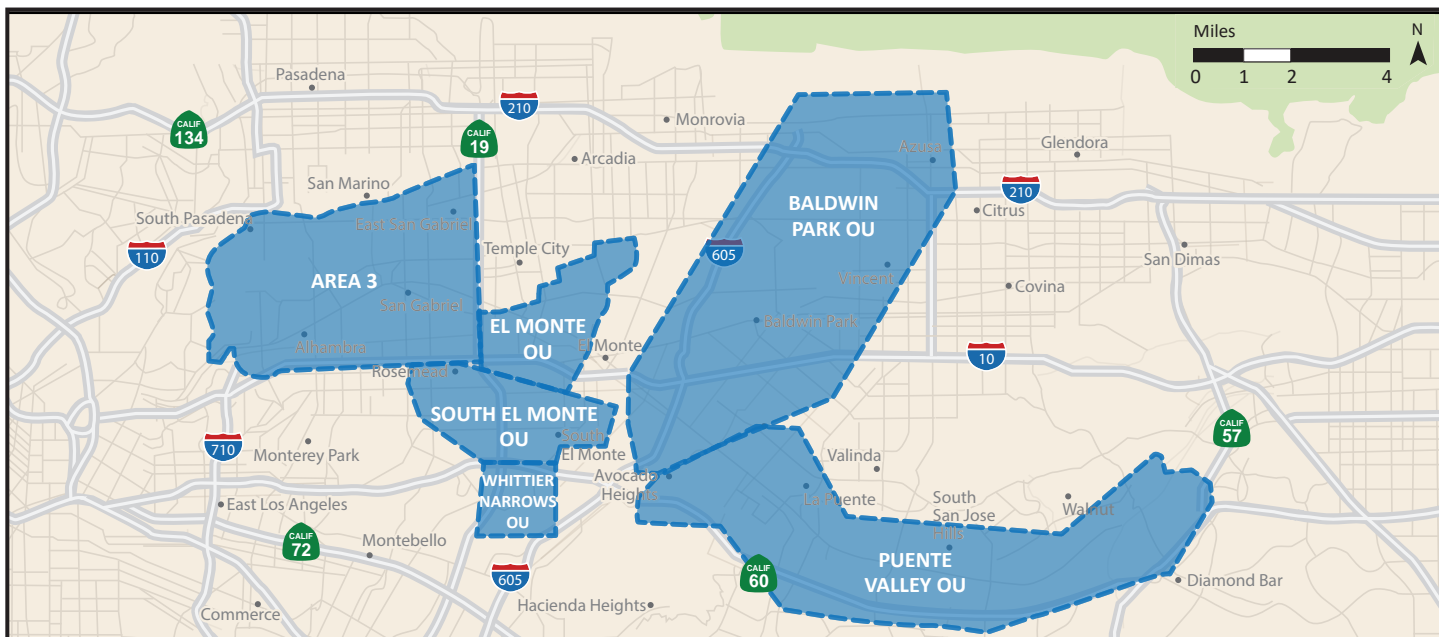 Miles
N
0 1 2 4
Pasadena
CALIF
134
210
CALIF
19
Monrovia
Arcadia
Azusa
Glendora
San Marino
South Pasadena
East San Gabriel
BALDWIN
PARK OU
210
Citrus
110
Temple City
605
San Dimas
AREA 3
San Gabriel
Vincent
Covina
EL MONTE
OU
Baldwin Park
Alhambra
El Monte
10
Rosemead
SOUTH EL MONTE
OU
South
El Monte
CALIF
57
710
Monterey Park
Valinda
WHITTIER
NARROWS
OU
Avocado
Heights
La Puente
South
San Jose
Hills
Walnut
East Los Angeles
CALIF
72
Montebello
PUENTE
VALLEY OU
605
CALIF
60
Diamond Bar
Commerce
Hacienda Heights